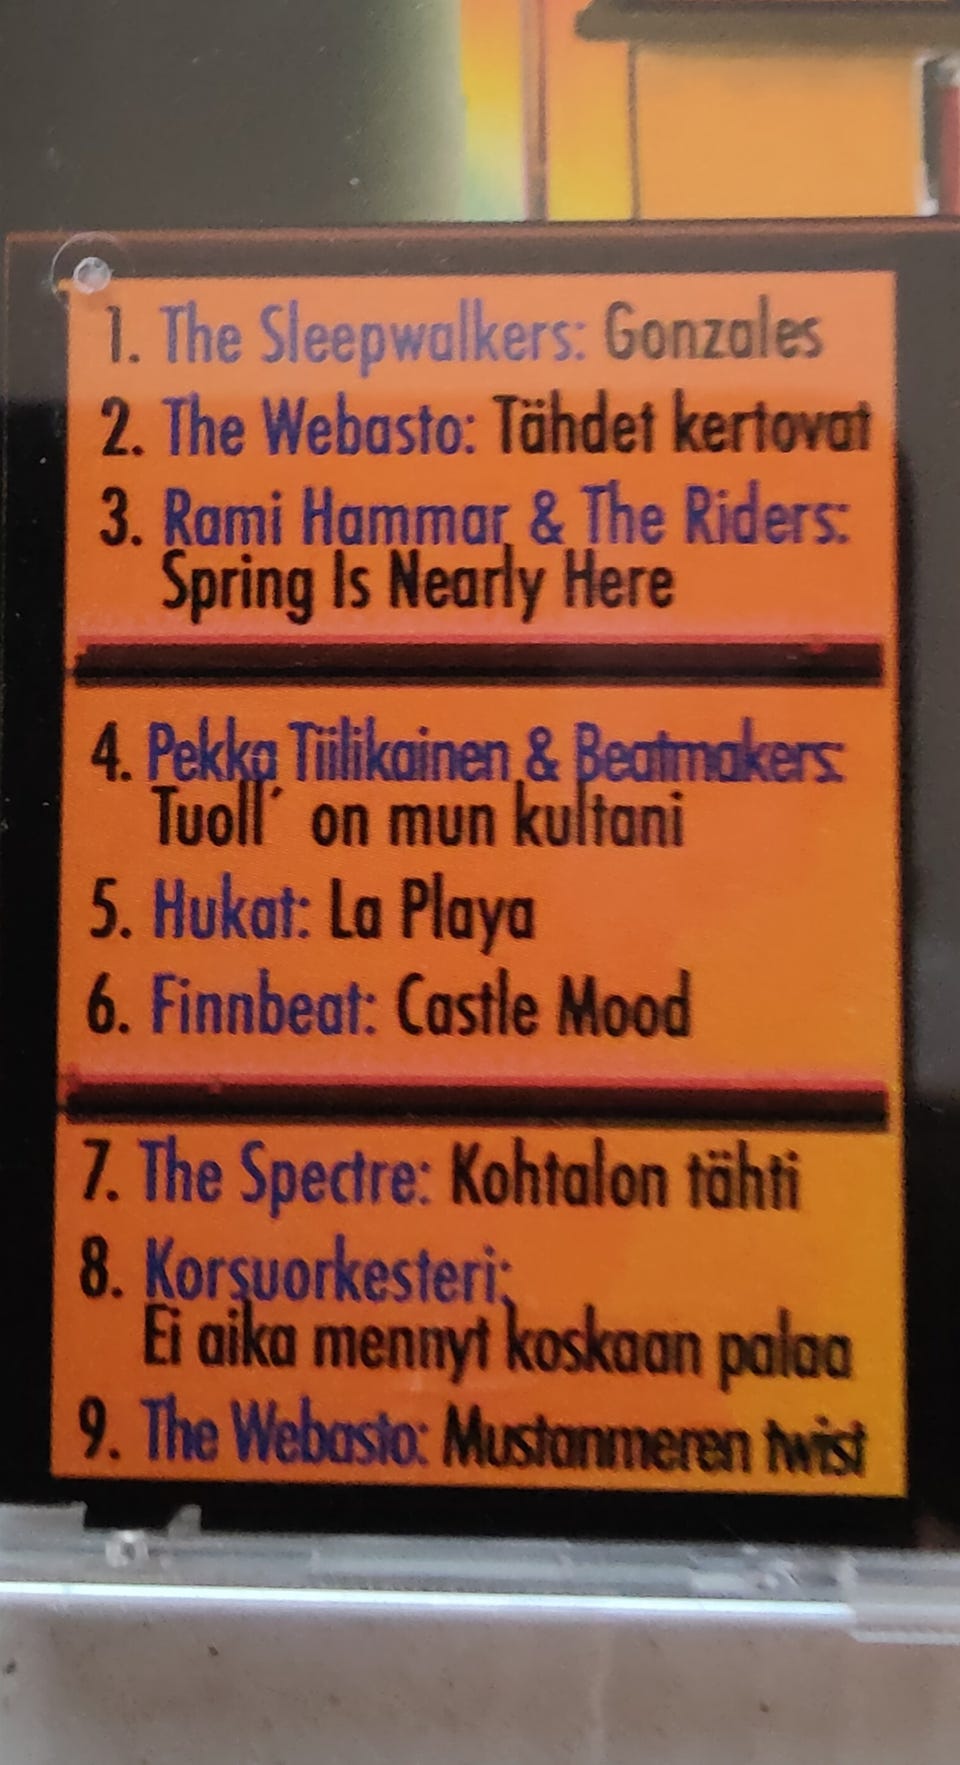 1. The Sleepwalkers: Gonzales
2. The Webasto: Tähdet kertovat
3. Rami Hammar & The Riders:
Spring Is Nearly Here
4. Pekka Tiilikainen & Beatmakers:
Tuoll´ on mun kultani
5. Hukat: La Playa
6. Finnbeat: Castle Mood
7. The Spectre: Kohtalon tähti
8. Korsuorkesteri:
Ei aika mennyt koskaan palaa
9. The Webasto: Mustanmeren twist